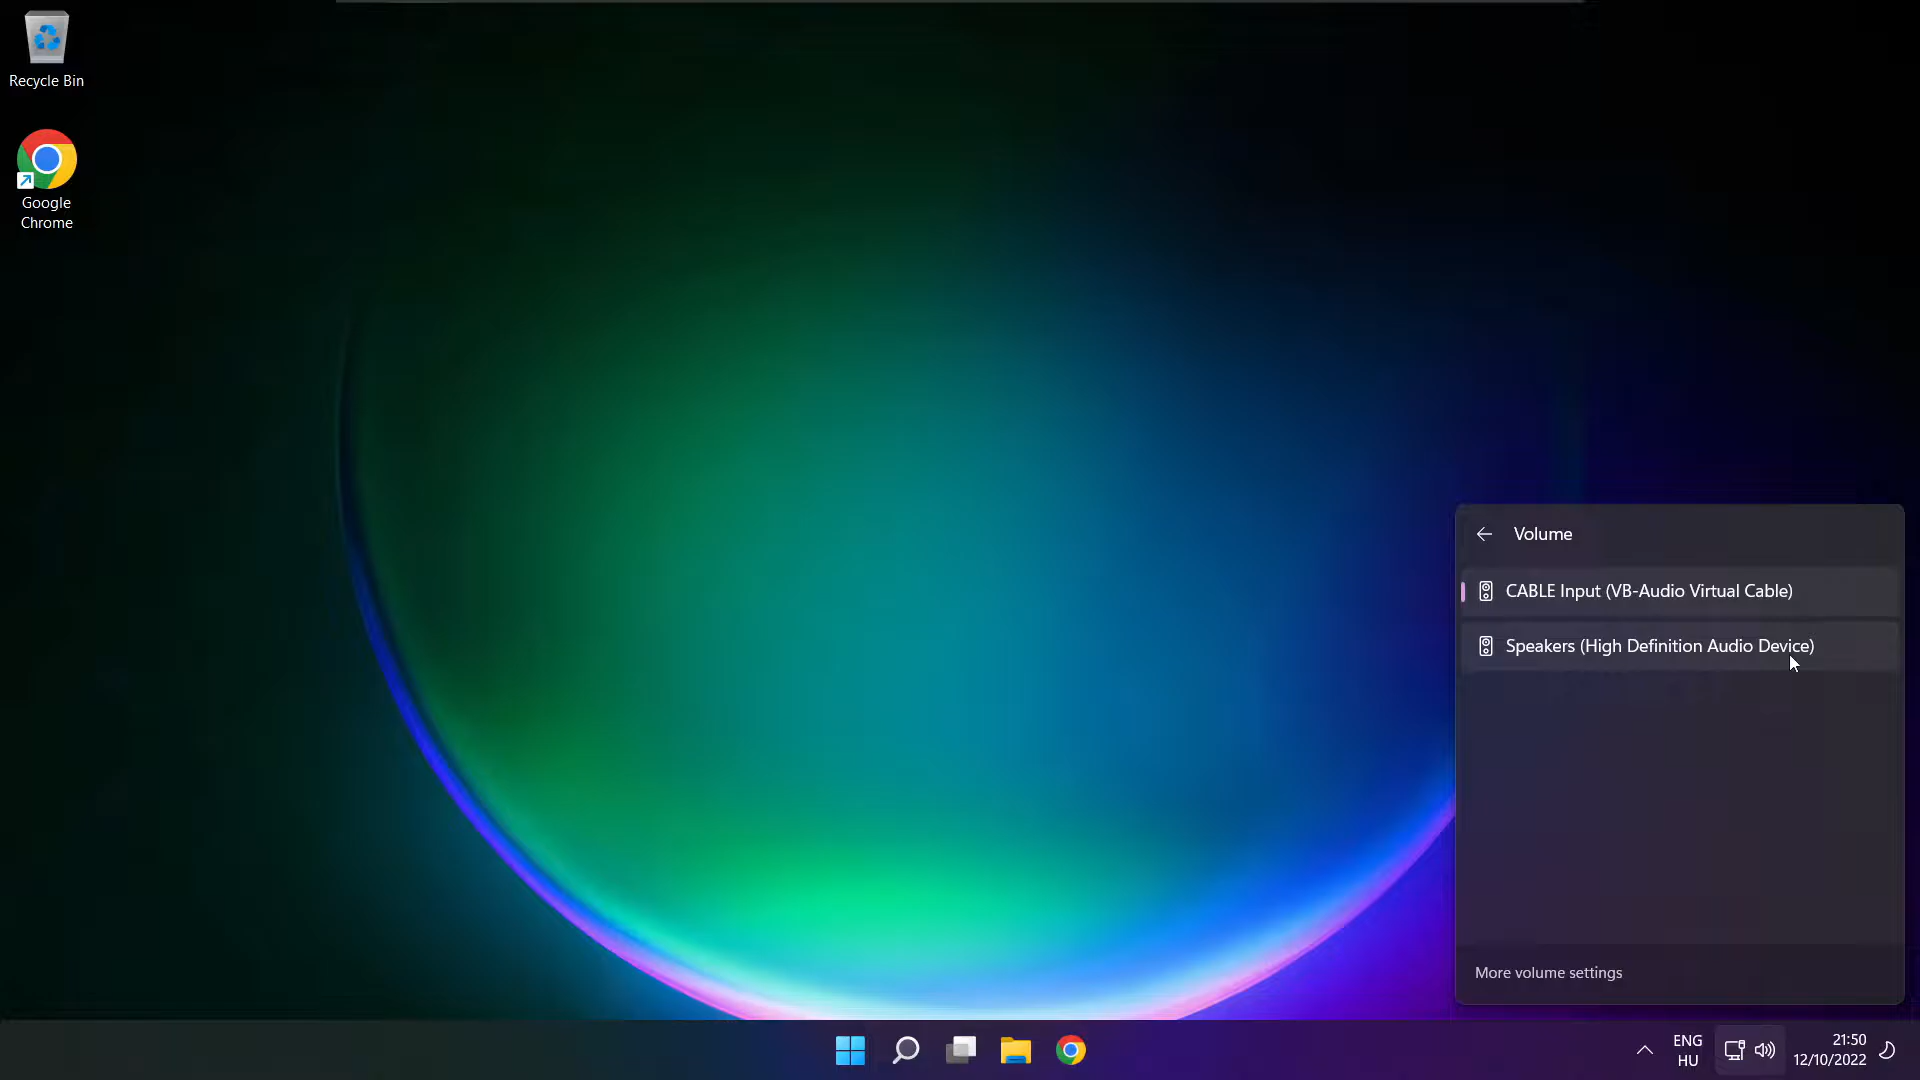 Recycle Bin
Google
Chrome
Volume
CABLE Input (VB-Audio Virtual Cable)
Speakers (High Definition Audio Device)
More volume settings
ENG
HU
21:50
12/10/2022